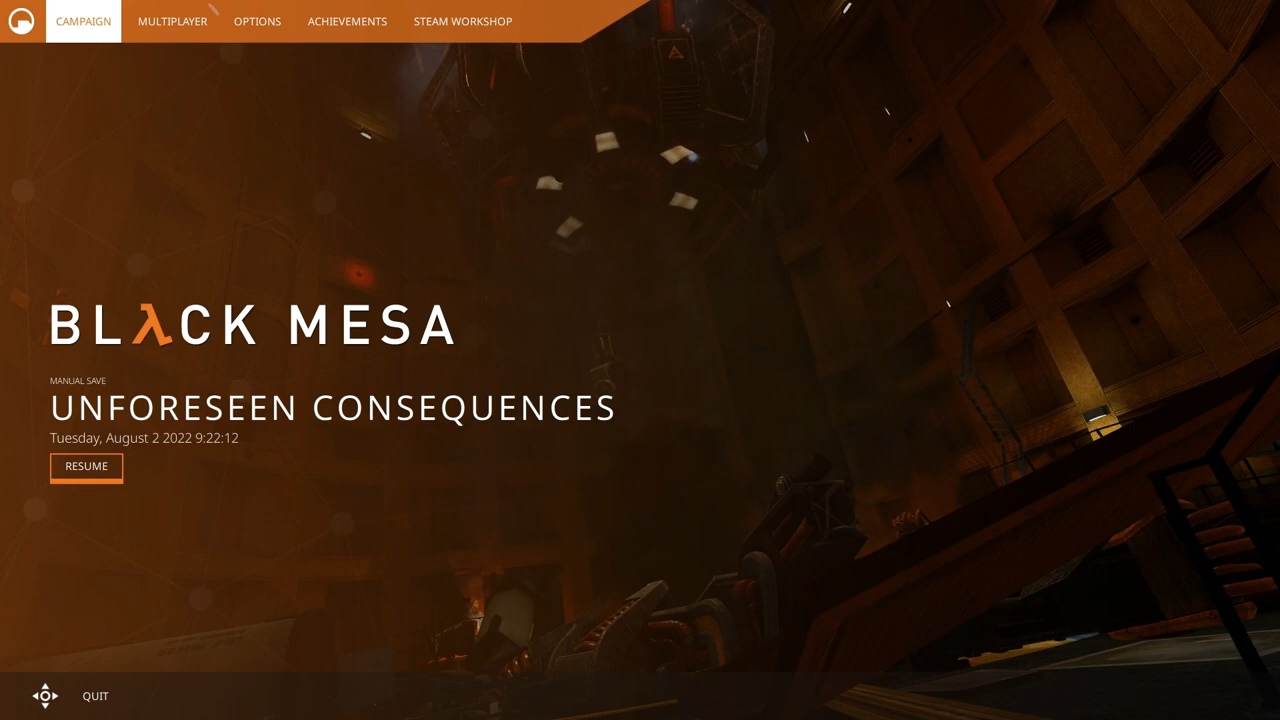 CAMPAIGN MULTIPLAYER OPTIONS ACHIEVEMENTS STEAM WORKSHOP
BLλCK MESA
MANUAL SAVE
UNFORESEEN CONSEQUENCES
Tuesday, August 2 2022 9:22:12
RESUME
QUIT